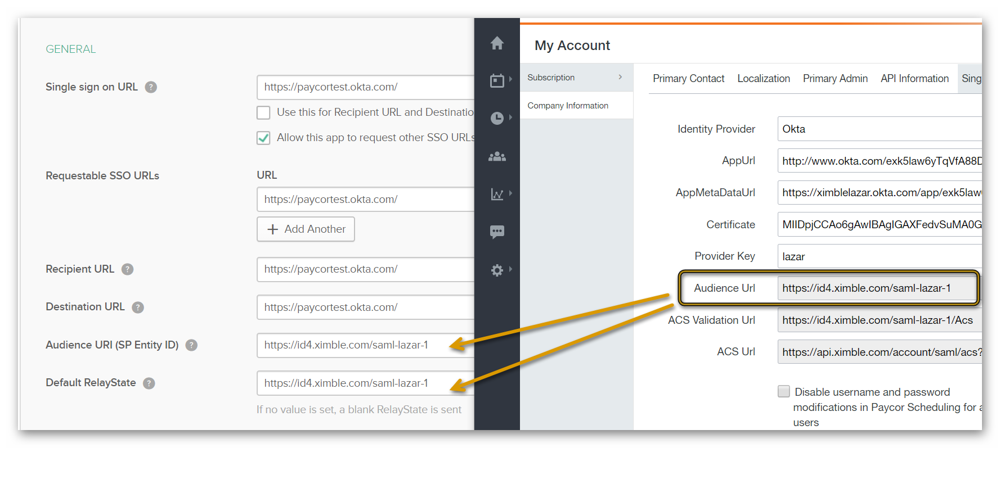 GENERAL
Single sign on URL ?
https://paycortest.okta.com/
Use this for Recipient URL and Destinatio
Allow this app to request other SSO URLs
Requestable SSO URLs
URL
https://paycortest.okta.com/
+ Add Another
Recipient URL ?
https://paycortest.okta.com/
Destination URL ?
https://paycortest.okta.com/
Audience URI (SP Entity ID) ?
https://id4.ximble.com/saml-lazar-1
Default RelayState ?
https://id4.ximble.com/saml-lazar-1
If no value is set, a blank RelayState is sent
My Account
Subscription
Company Information
Primary Contact Localization Primary Admin API Information Sing
Identity Provider Okta
AppUrl http://www.okta.com/exk5law6yTqVfA88D
AppMetaDataUrl https://ximblelazar.okta.com/app/exk5law
Certificate MIIDpjCCAo6gAwIBAgIGAXFedvSuMA0G
Provider Key lazar
Audience Url https://id4.ximble.com/saml-lazar-1
ACS Validation Url https://id4.ximble.com/saml-lazar-1/Acs
ACS Url https://api.ximble.com/account/saml/acs?
Disable username and password
modifications in Paycor Scheduling for a
users